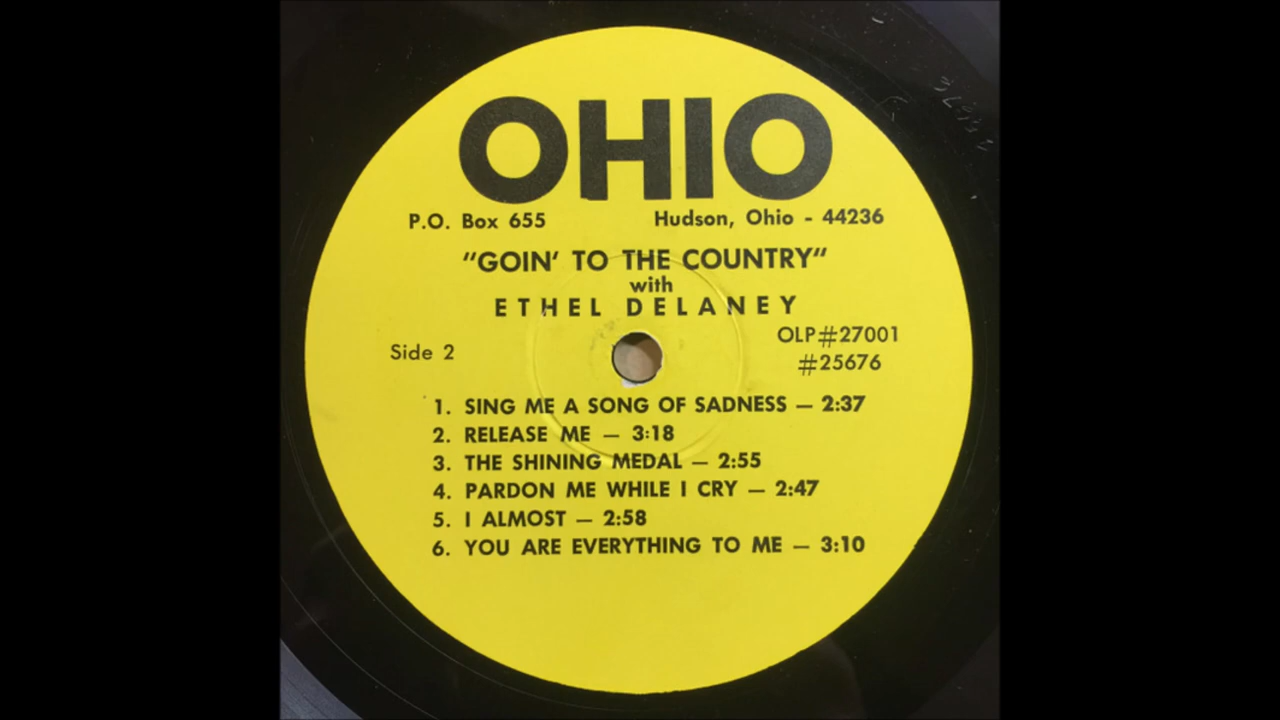 OHIO
P.O. Box 655 Hudson, Ohio - 44236
"GOIN' TO THE COUNTRY"
with
ETHEL DELANEY
Side 2
OLP#27001
#25676
1. SING ME A SONG OF SADNESS — 2:37
2. RELEASE ME — 3:18
3. THE SHINING MEDAL — 2:55
4. PARDON ME WHILE I CRY — 2:47
5. I ALMOST — 2:58
6. YOU ARE EVERYTHING TO ME — 3:10